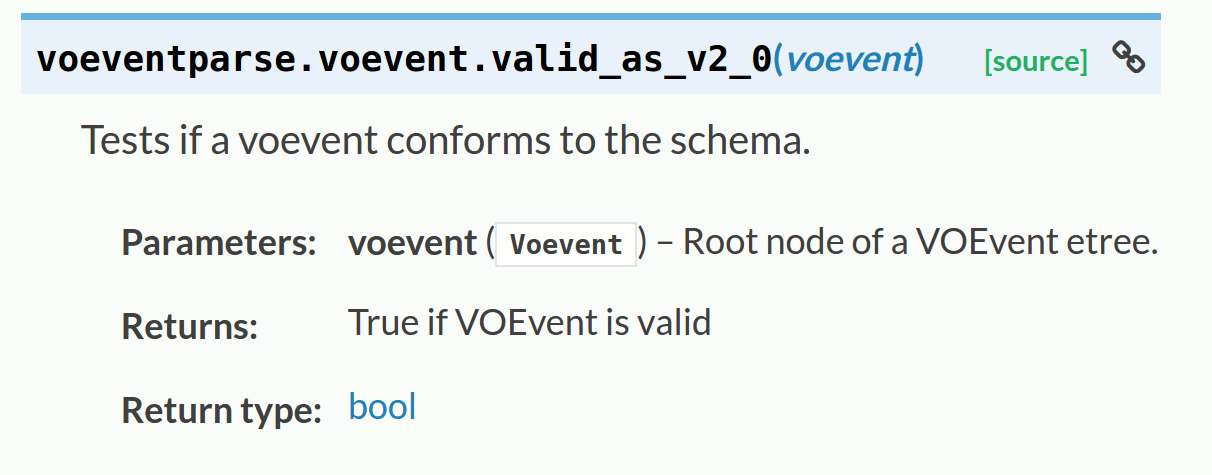 voeventparse.voevent.valid_as_v2_0(voevent) [source]
Tests if a voevent conforms to the schema.
Parameters: voevent ( Voevent ) – Root node of a VOEvent etree.
Returns: True if VOEvent is valid
Return type: bool